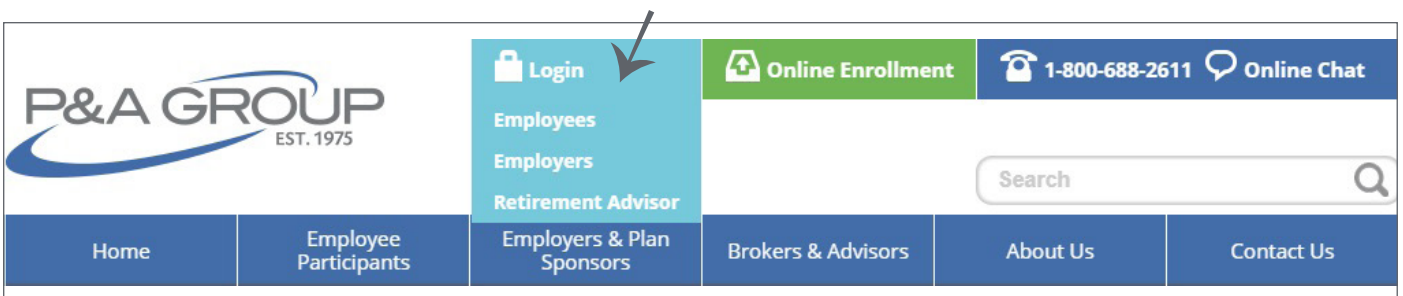 P&A GROUP
EST. 1975
Login
Employees
Employers
Retirement Advisor
Online Enrollment
1-800-688-2611 Online Chat
Search
Home
Employee
Participants
Employers & Plan
Sponsors
Brokers & Advisors
About Us
Contact Us